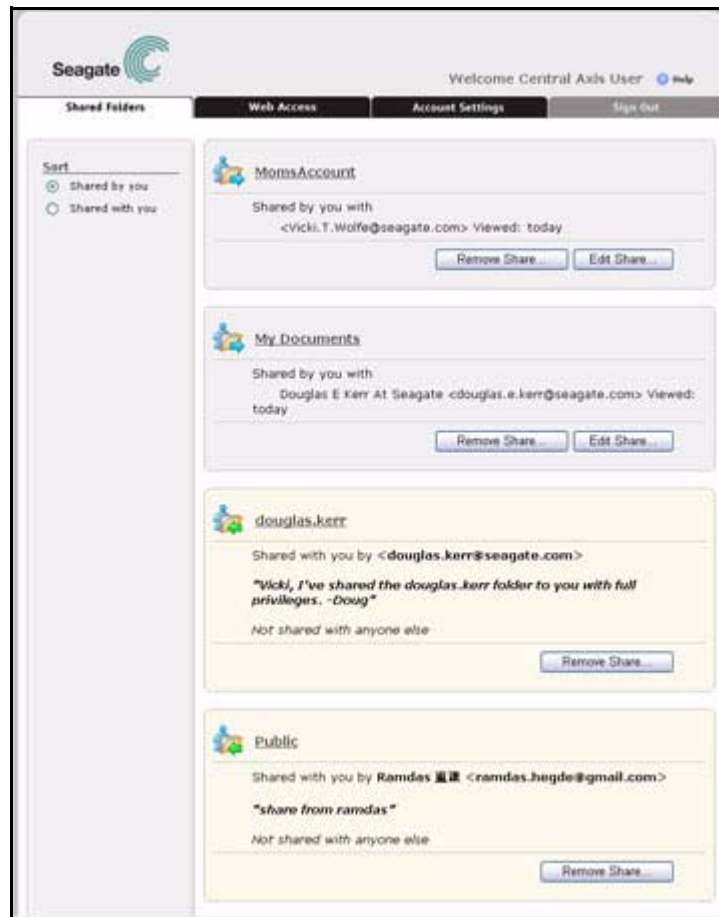 Seagate
Welcome Central Axis User
Help
Shared Folders
Web Access
Account Settings
Sign Out
Sort
Shared by you
Shared with you
MomsAccount
Shared by you with
<Vicki.T.Wolfe@seagate.com> Viewed: today
Remove Share...
Edit Share...
My Documents
Shared by you with
Douglas E Kerr At Seagate <douglas.e.kerr@seagate.com> Viewed:
today
Remove Share...
Edit Share...
douglas.kerr
Shared with you by <douglas.kerr@seagate.com>
"Vicki, I've shared the douglas.kerr folder to you with full
privileges. -Doug"
Not shared with anyone else
Remove Share...
Public
Shared with you by Ramdas <ramdas.hegde@gmail.com>
"share from ramdas"
Not shared with anyone else
Remove Share...